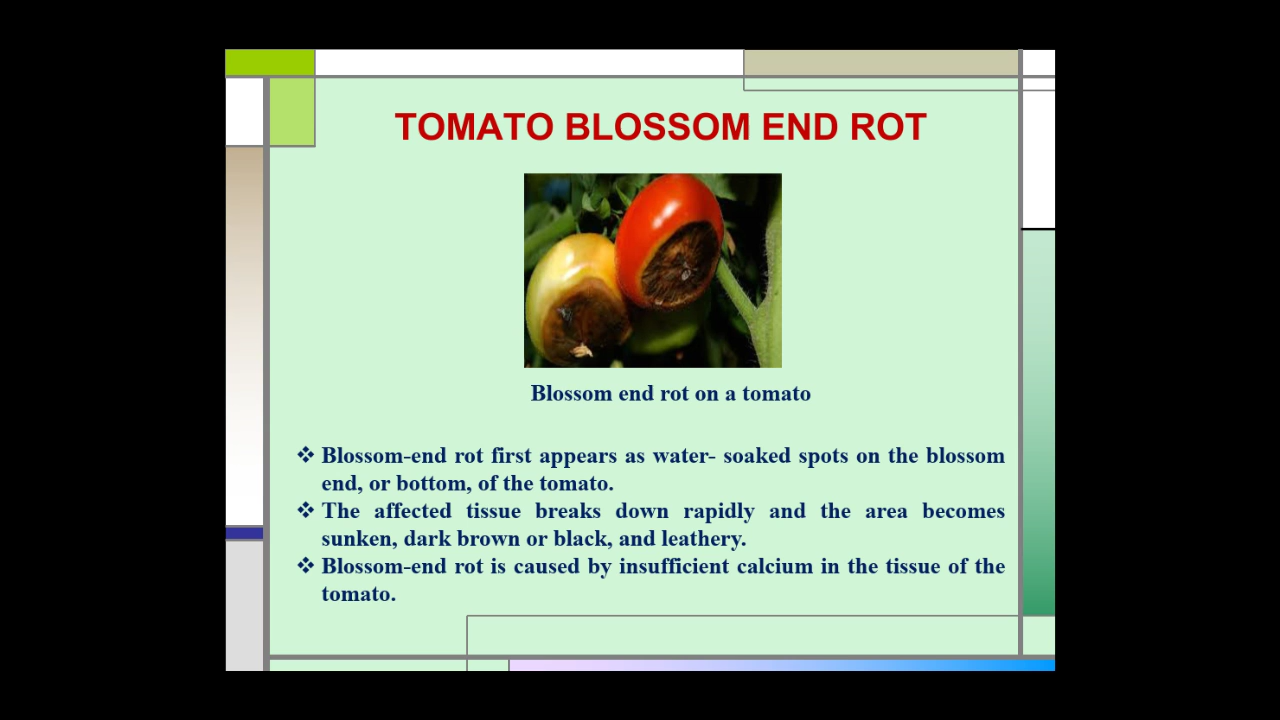 TOMATO BLOSSOM END ROT
Blossom end rot on a tomato
❖ Blossom-end rot first appears as water- soaked spots on the blossom
end, or bottom, of the tomato.
❖ The affected tissue breaks down rapidly and the area becomes
sunken, dark brown or black, and leathery.
❖ Blossom-end rot is caused by insufficient calcium in the tissue of the
tomato.